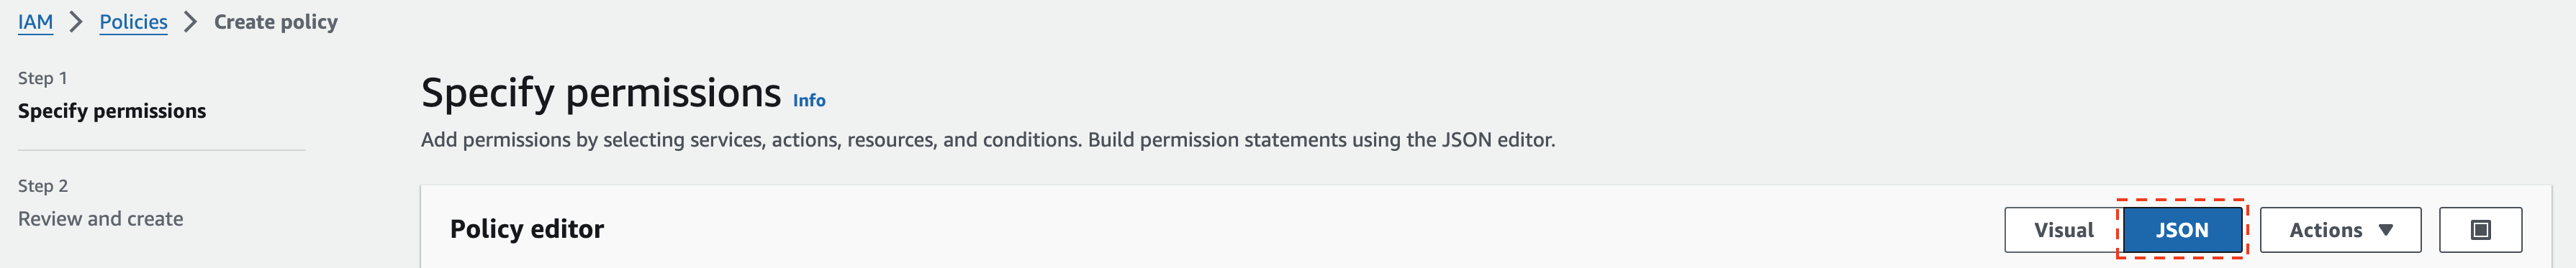 IAM > Policies > Create policy
Step 1
Specify permissions
Step 2
Review and create
Specify permissions Info
Add permissions by selecting services, actions, resources, and conditions. Build permission statements using the JSON editor.
Policy editor
Visual JSON Actions ▼